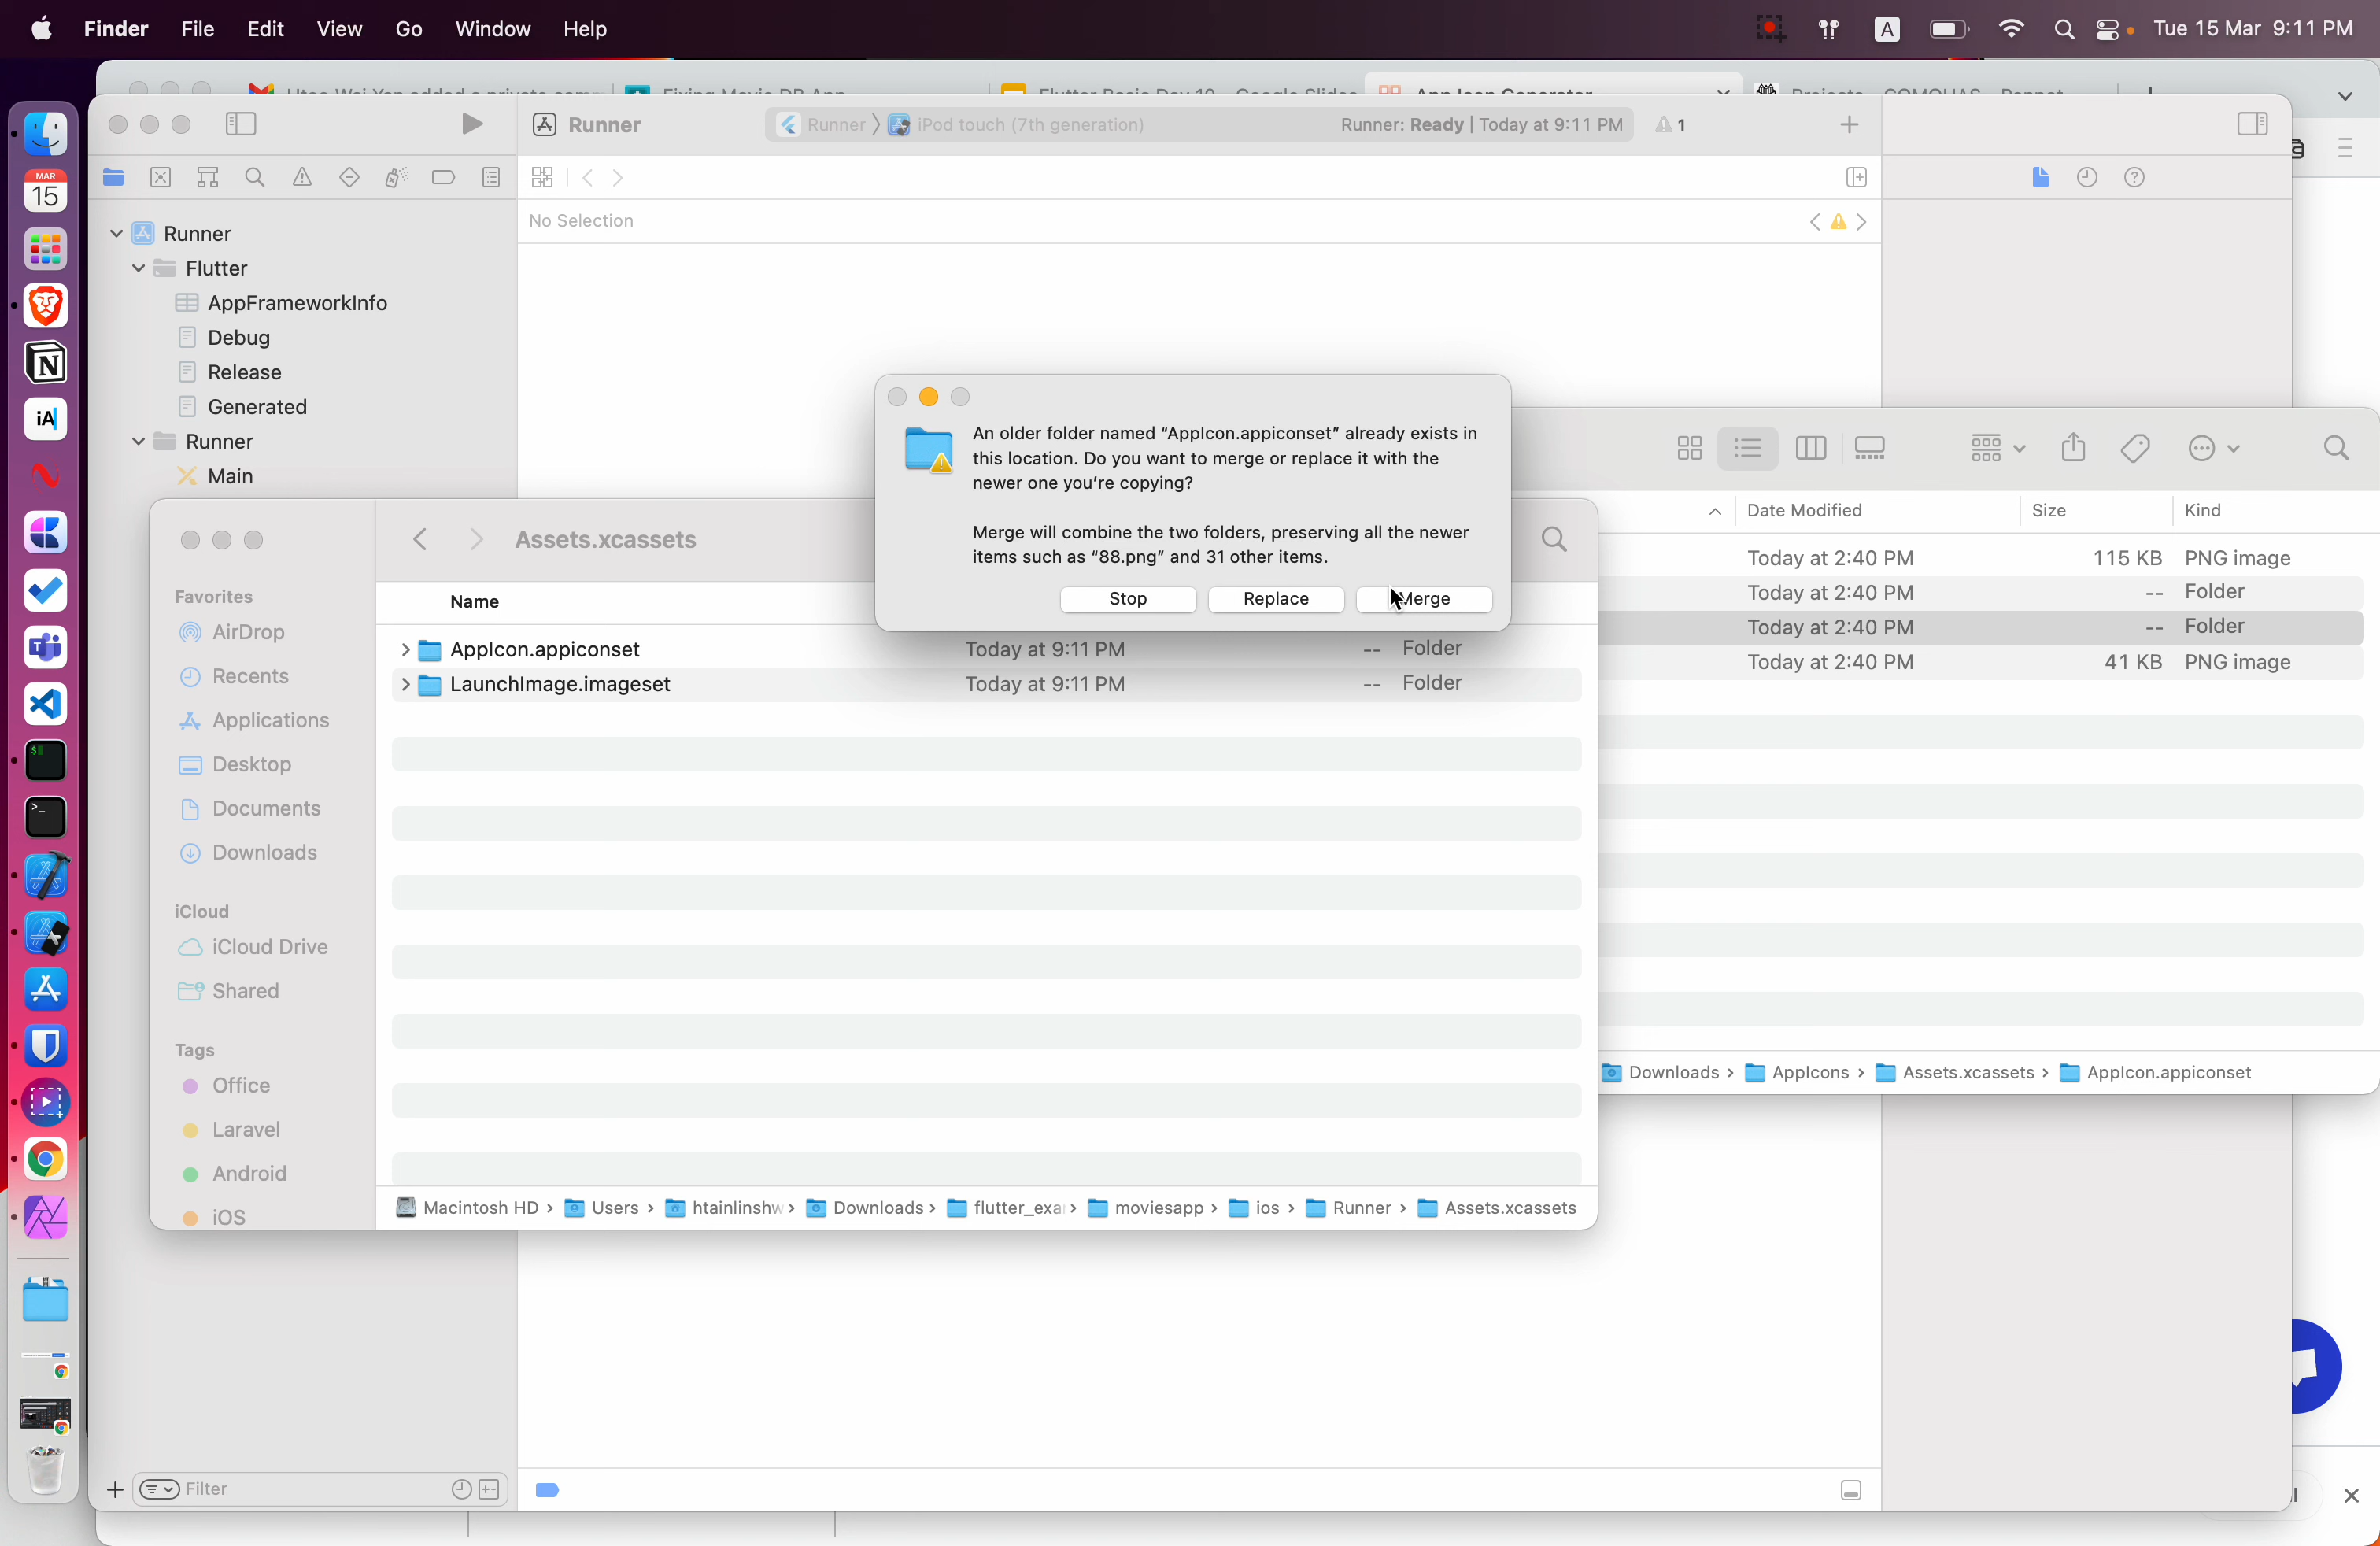 Finder File Edit View Go Window Help
A
Tue 15 Mar 9:11 PM
App Icon Generator
Runner
Runner 〉 iPod touch (7th generation)
Runner: Ready | Today at 9:11 PM
1
No Selection
Runner
Flutter
AppFrameworkInfo
Debug
Release
Generated
Runner
Main
MAR
15
iA
An older folder named “AppIcon.appiconset” already exists in
this location. Do you want to merge or replace it with the
newer one you're copying?
Merge will combine the two folders, preserving all the newer
items such as “88.png” and 31 other items.
Stop
Replace
Merge
Date Modified Size Kind
Today at 2:40 PM 115 KB PNG image
Today at 2:40 PM -- Folder
Today at 2:40 PM -- Folder
Today at 2:40 PM 41 KB PNG image
Downloads › AppIcons › Assets.xcassets › AppIcon.appiconset
Assets.xcassets
Name
AppIcon.appiconset Today at 9:11 PM -- Folder
LaunchImage.imageset Today at 9:11 PM -- Folder
Favorites
AirDrop
Recents
Applications
Desktop
Documents
Downloads
iCloud
iCloud Drive
Shared
Tags
Office
Laravel
Android
iOS
Macintosh HD › Users › htainlinshw › Downloads › flutter_exa › moviesapp › ios › Runner › Assets.xcassets
Filter